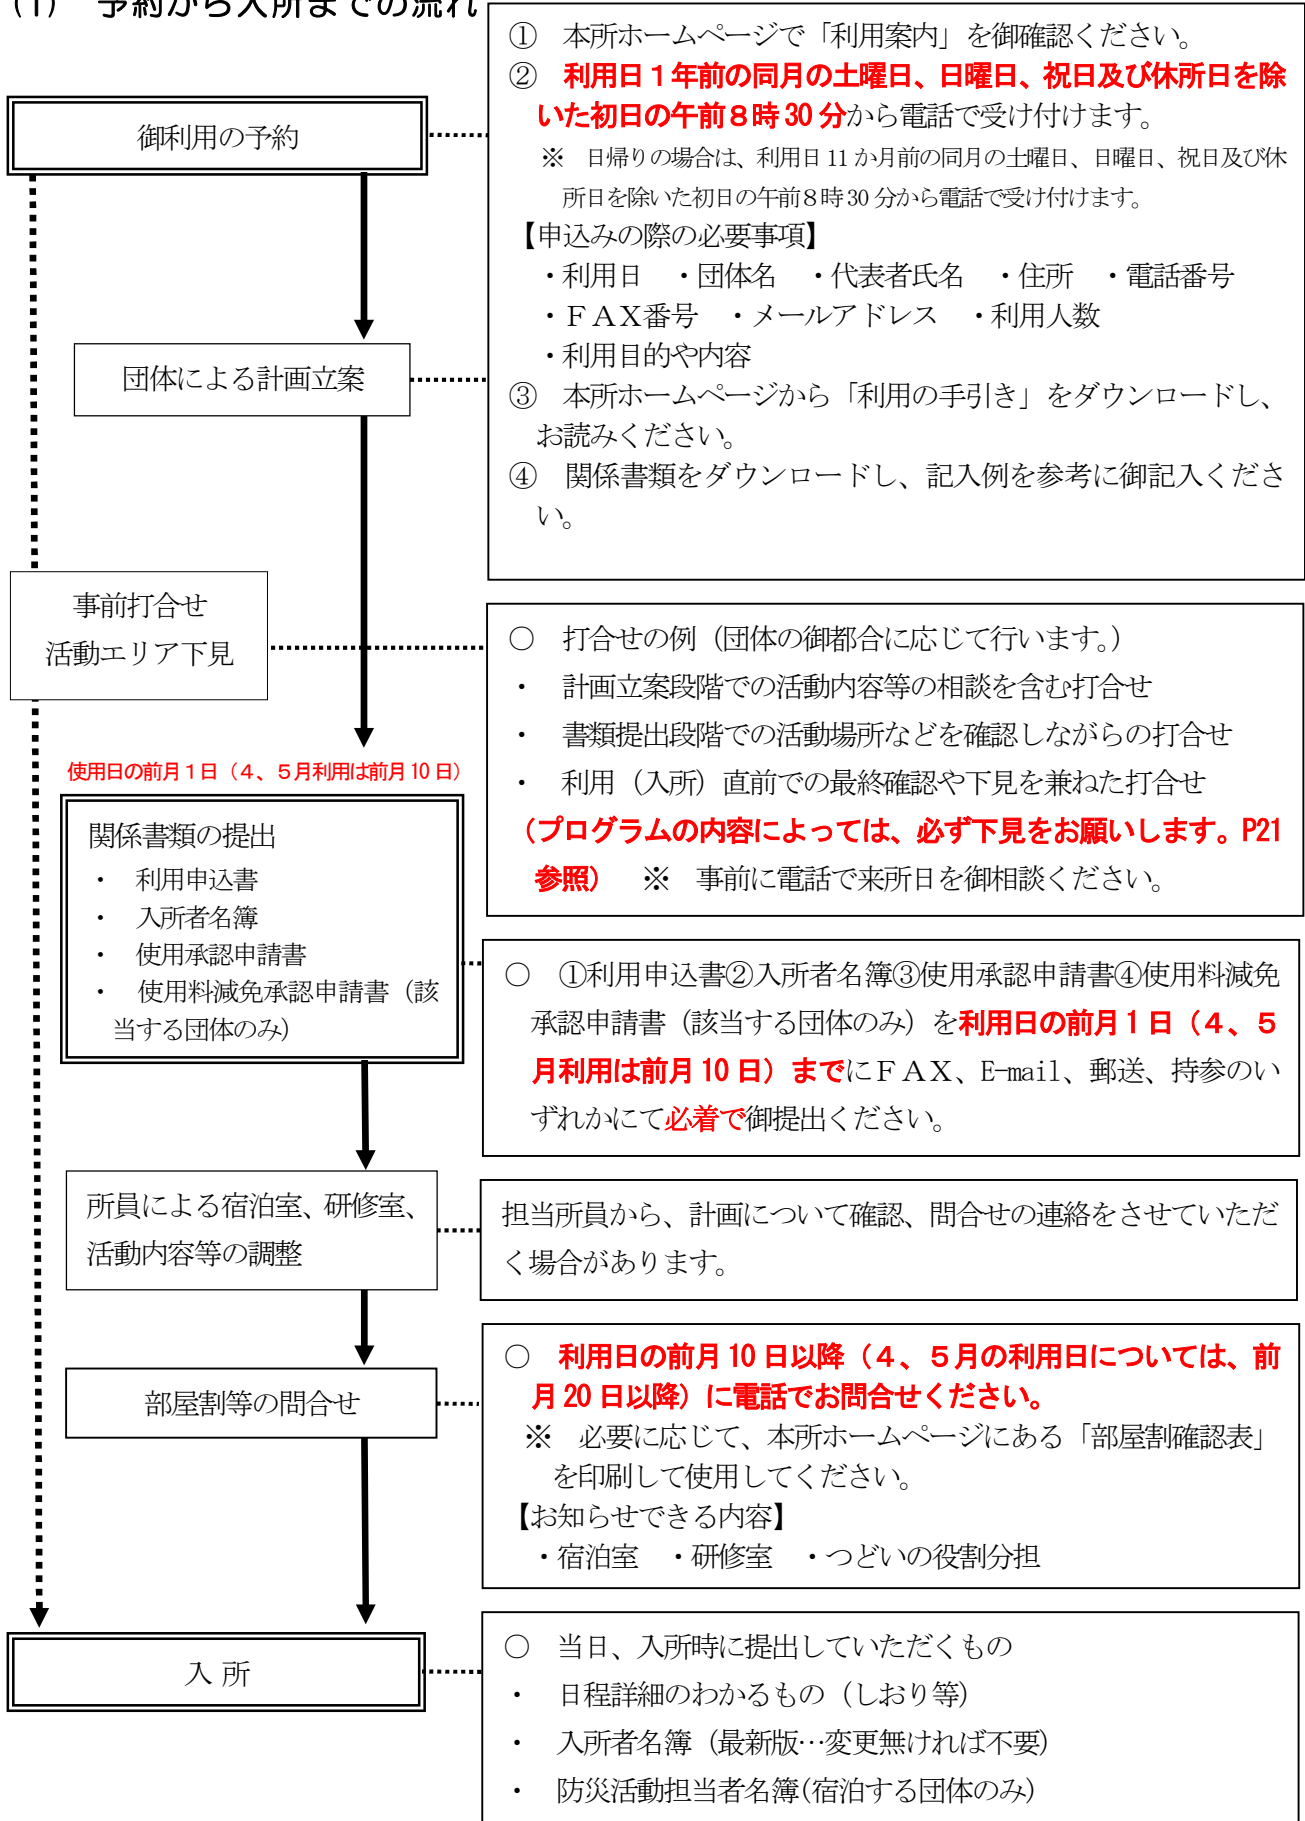 (1)　予約から入所までの流れ
御利用の予約
①　本所ホームページで「利用案内」を御確認ください。
②　利用日１年前の同月の土曜日、日曜日、祝日及び休所日を除
いた初日の午前８時30分から電話で受け付けます。
※　日帰りの場合は、利用日11か月前の同月の土曜日、日曜日、祝日及び休
所日を除いた初日の午前８時30分から電話で受け付けます。
【申込みの際の必要事項】
・利用日　・団体名　・代表者氏名　・住所　・電話番号
・ＦＡＸ番号　・メールアドレス　・利用人数
・利用目的や内容
団体による計画立案
③　本所ホームページから「利用の手引き」をダウンロードし、
お読みください。
④　関係書類をダウンロードし、記入例を参考に御記入くださ
い。
事前打合せ
活動エリア下見
○　打合せの例（団体の御都合に応じて行います。）
・　計画立案段階での活動内容等の相談を含む打合せ
・　書類提出段階での活動場所などを確認しながらの打合せ
・　利用（入所）直前での最終確認や下見を兼ねた打合せ
（プログラムの内容によっては、必ず下見をお願いします。P21
参照）　※　事前に電話で来所日を御相談ください。
使用日の前月１日（４、５月利用は前月10日）
関係書類の提出
・　利用申込書
・　入所者名簿
・　使用承認申請書
・　使用料減免承認申請書（該
当する団体のみ）
○　①利用申込書②入所者名簿③使用承認申請書④使用料減免
承認申請書（該当する団体のみ）を利用日の前月１日（４、５
月利用は前月10日）までにＦＡＸ、E-mail、郵送、持参のい
ずれかにて必着で御提出ください。
所員による宿泊室、研修室、
活動内容等の調整
担当所員から、計画について確認、問合せの連絡をさせていただ
く場合があります。
部屋割等の問合せ
○　利用日の前月10日以降（４、５月の利用日については、前
月20日以降）に電話でお問合せください。
※　必要に応じて、本所ホームページにある「部屋割確認表」
を印刷して使用してください。
【お知らせできる内容】
・宿泊室　・研修室　・つどいの役割分担
入 所
○　当日、入所時に提出していただくもの
・　日程詳細のわかるもの（しおり等）
・　入所者名簿（最新版…変更無ければ不要）
・　防災活動担当者名簿(宿泊する団体のみ）